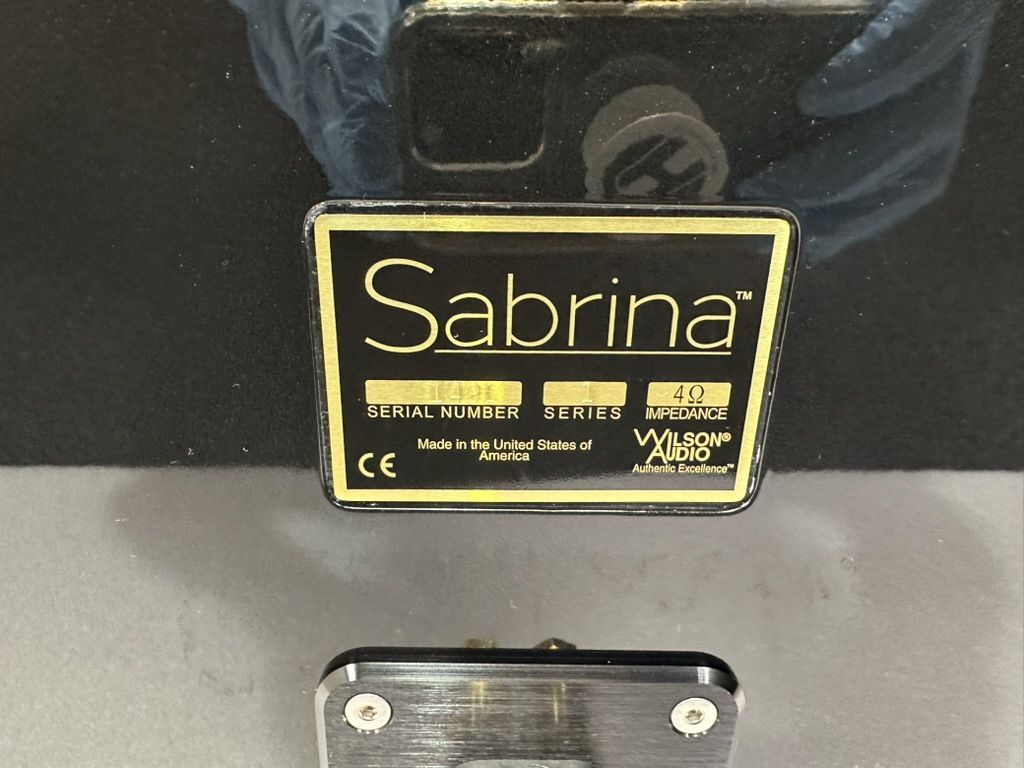 Sabrina™
1 4Ω
SERIAL NUMBER SERIES IMPEDANCE
Made in the United States of
America
CE
WILSON®
AUDIO
Authentic Excellence™